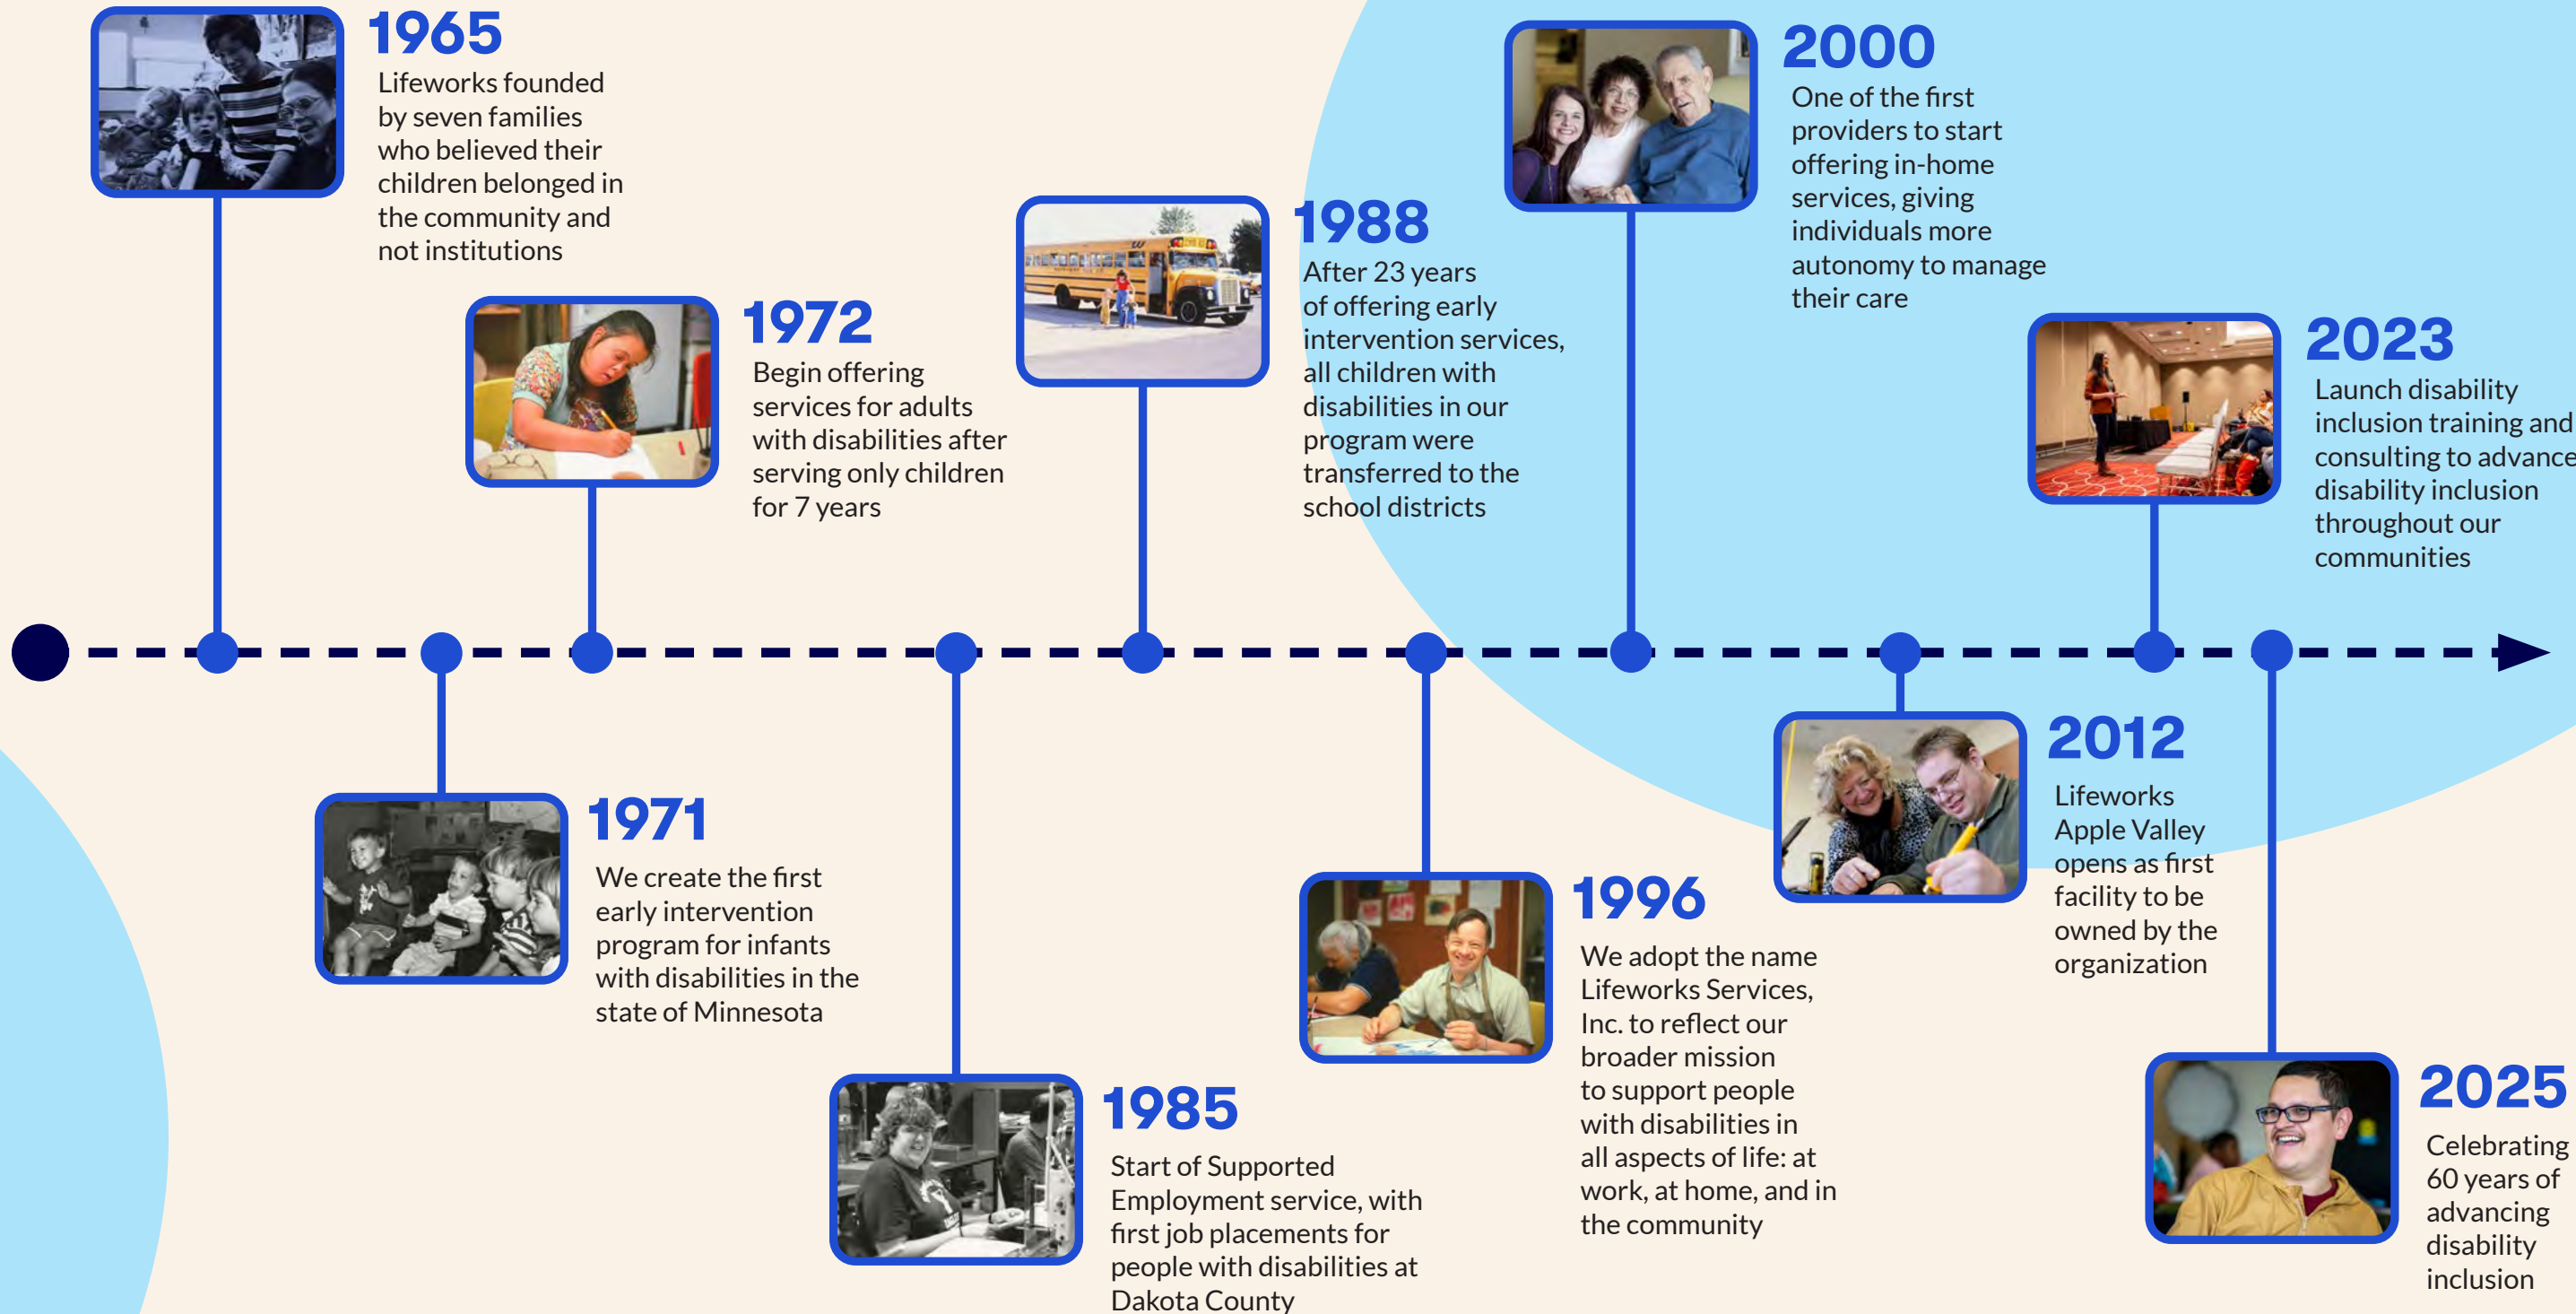 1965
Lifeworks founded
by seven families
who believed their
children belonged in
the community and
not institutions
1971
We create the first
early intervention
program for infants
with disabilities in the
state of Minnesota
1972
Begin offering
services for adults
with disabilities after
serving only children
for 7 years
1985
Start of Supported
Employment service, with
first job placements for
people with disabilities at
Dakota County
1988
After 23 years
of offering early
intervention services,
all children with
disabilities in our
program were
transferred to the
school districts
1996
We adopt the name
Lifeworks Services,
Inc. to reflect our
broader mission
to support people
with disabilities in
all aspects of life: at
work, at home, and in
the community
2000
One of the first
providers to start
offering in-home
services, giving
individuals more
autonomy to manage
their care
2012
Lifeworks
Apple Valley
opens as first
facility to be
owned by the
organization
2023
Launch disability
inclusion training and
consulting to advance
disability inclusion
throughout our
communities
2025
Celebrating
60 years of
advancing
disability
inclusion